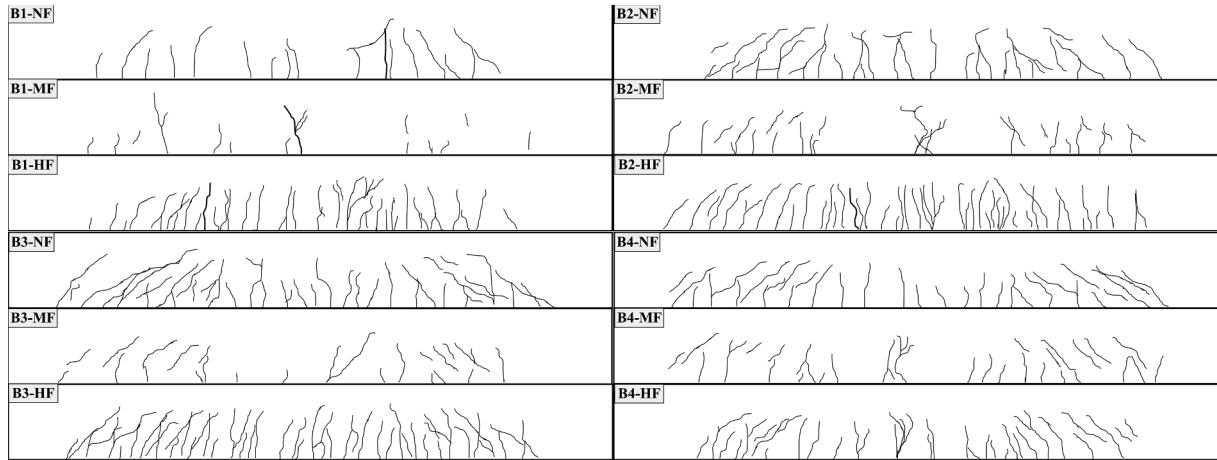 B1-NF
B2-NF
B1-MF
B2-MF
B1-HF
B2-HF
B3-NF
B4-NF
B3-MF
B4-MF
B3-HF
B4-HF